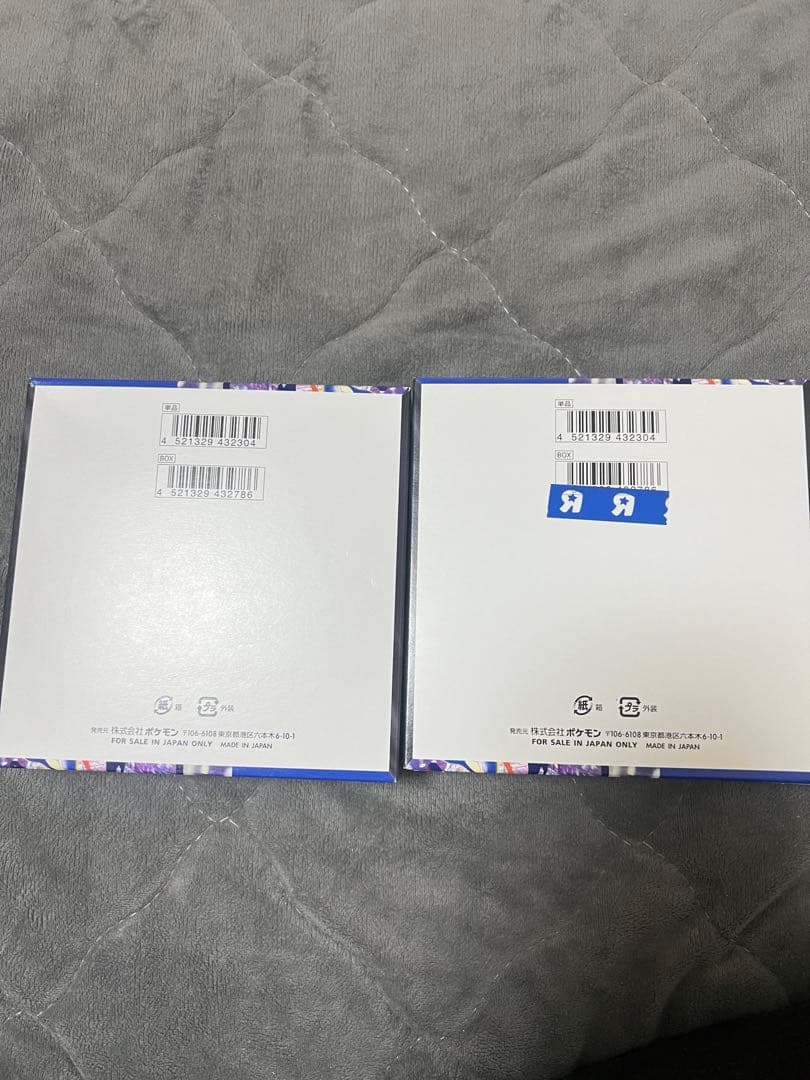 単品
4 521329 432304
BOX
4 521329 432786
紙 箱 プラ 外装
発売元 株式会社ポケモン 〒106-6108 東京都港区六本木6-10-1
FOR SALE IN JAPAN ONLY MADE IN JAPAN
単品
4 521329 432304
BOX
R R
紙 箱 プラ 外装
発売元 株式会社ポケモン 〒106-6108 東京都港区六本木6-10-1
FOR SALE IN JAPAN ONLY MADE IN JAPAN